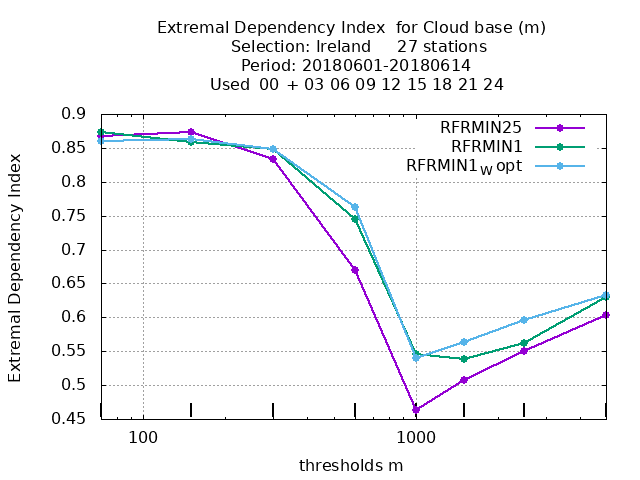 Extremal Dependency Index  for Cloud base (m)
Selection: Ireland     27 stations
Period: 20180601-20180614
Used  00 + 03 06 09 12 15 18 21 24
RFRMIN25
RFRMIN1
RFRMIN1W opt
0.9
0.85
0.8
0.75
0.7
0.65
0.6
0.55
0.5
0.45
Extremal Dependency Index
100 1000
thresholds m